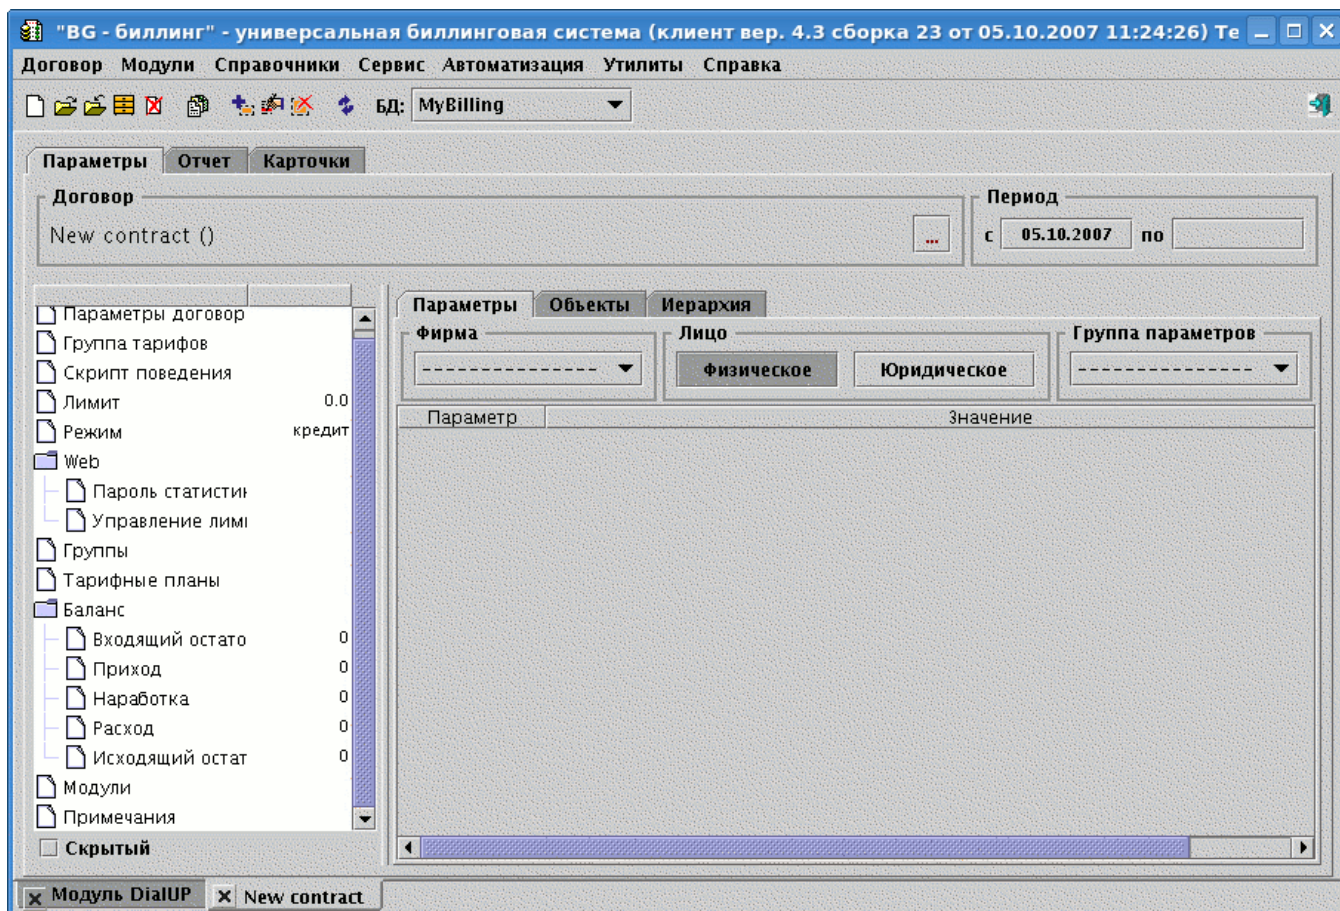 "BG - биллинг" - универсальная биллинговая система (клиент вер. 4.3 сборка 23 от 05.10.2007 11:24:26) Те
Договор Модули Справочники Сервис Автоматизация Утилиты Справка
БД: MyBilling
Параметры Отчет Карточки
Договор
New contract ()
...
Период
с 05.10.2007 по
Параметры договор
Группа тарифов
Скрипт поведения
Лимит 0.0
Режим кредит
Web
Пароль статистик
Управление лими
Группы
Тарифные планы
Баланс
Входящий остато 0
Приход 0
Наработка 0
Расход 0
Исходящий остат 0
Модули
Примечания
Скрытый
Параметры Объекты Иерархия
Фирма
---------------
Лицо
Физическое Юридическое
Группа параметров
---------------
Параметр Значение
Модуль DialUP New contract